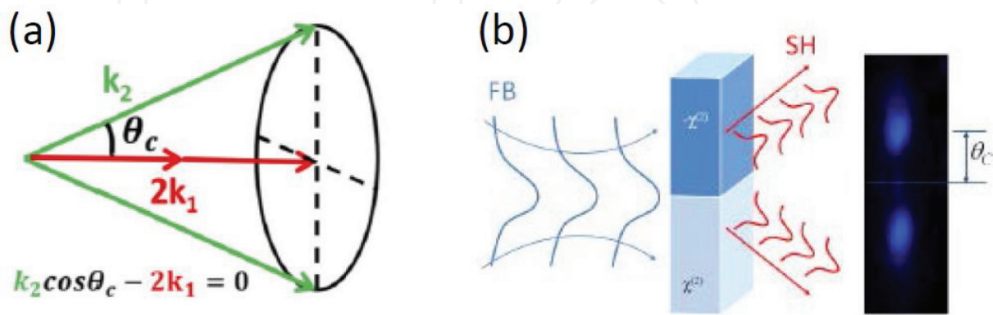 (a)
k₂
θc
2k₁
k₂cosθc − 2k₁ = 0
(b)
FB
-χ⁽²⁾
χ⁽²⁾
SH
θC